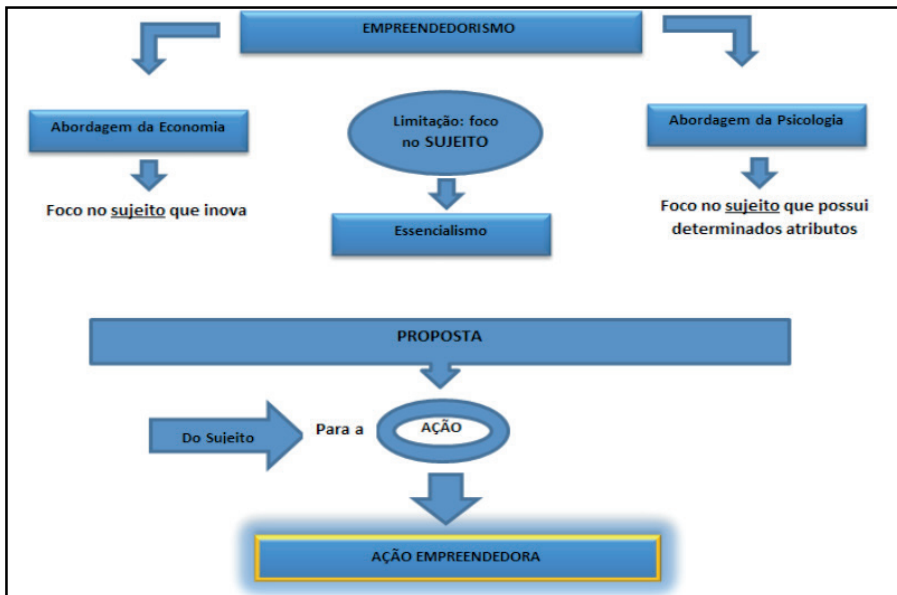 EMPREENDEDORISMO
Abordagem da Economia
Foco no sujeito que inova
Limitação: foco
no SUJEITO
Essencialismo
Abordagem da Psicologia
Foco no sujeito que possui
determinados atributos
PROPOSTA
Do Sujeito
Para a
AÇÃO
AÇÃO EMPREENDEDORA